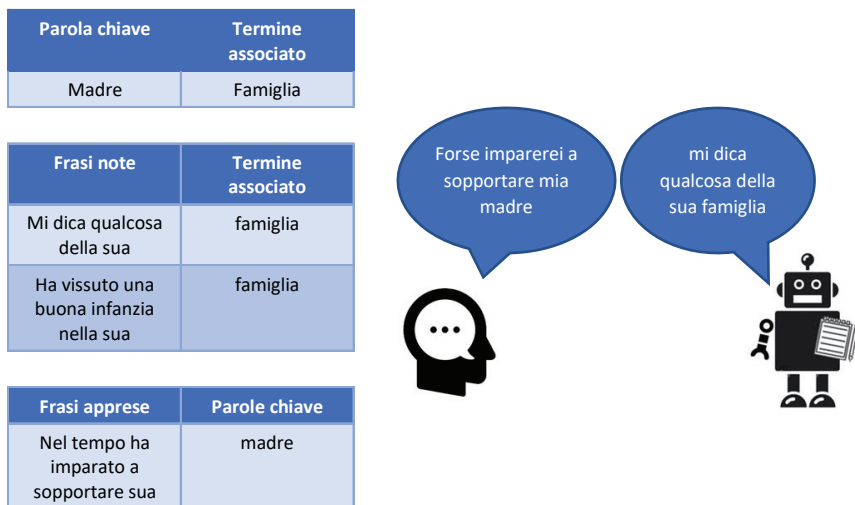 Parola chiave Termine
associato
Madre Famiglia
Frasi note Termine
associato
Mi dica qualcosa famiglia
della sua
Ha vissuto una famiglia
buona infanzia
nella sua
Frasi apprese Parole chiave
Nel tempo ha madre
imparato a
sopportare sua
Forse imparerei a
sopportare mia
madre
mi dica
qualcosa della
sua famiglia